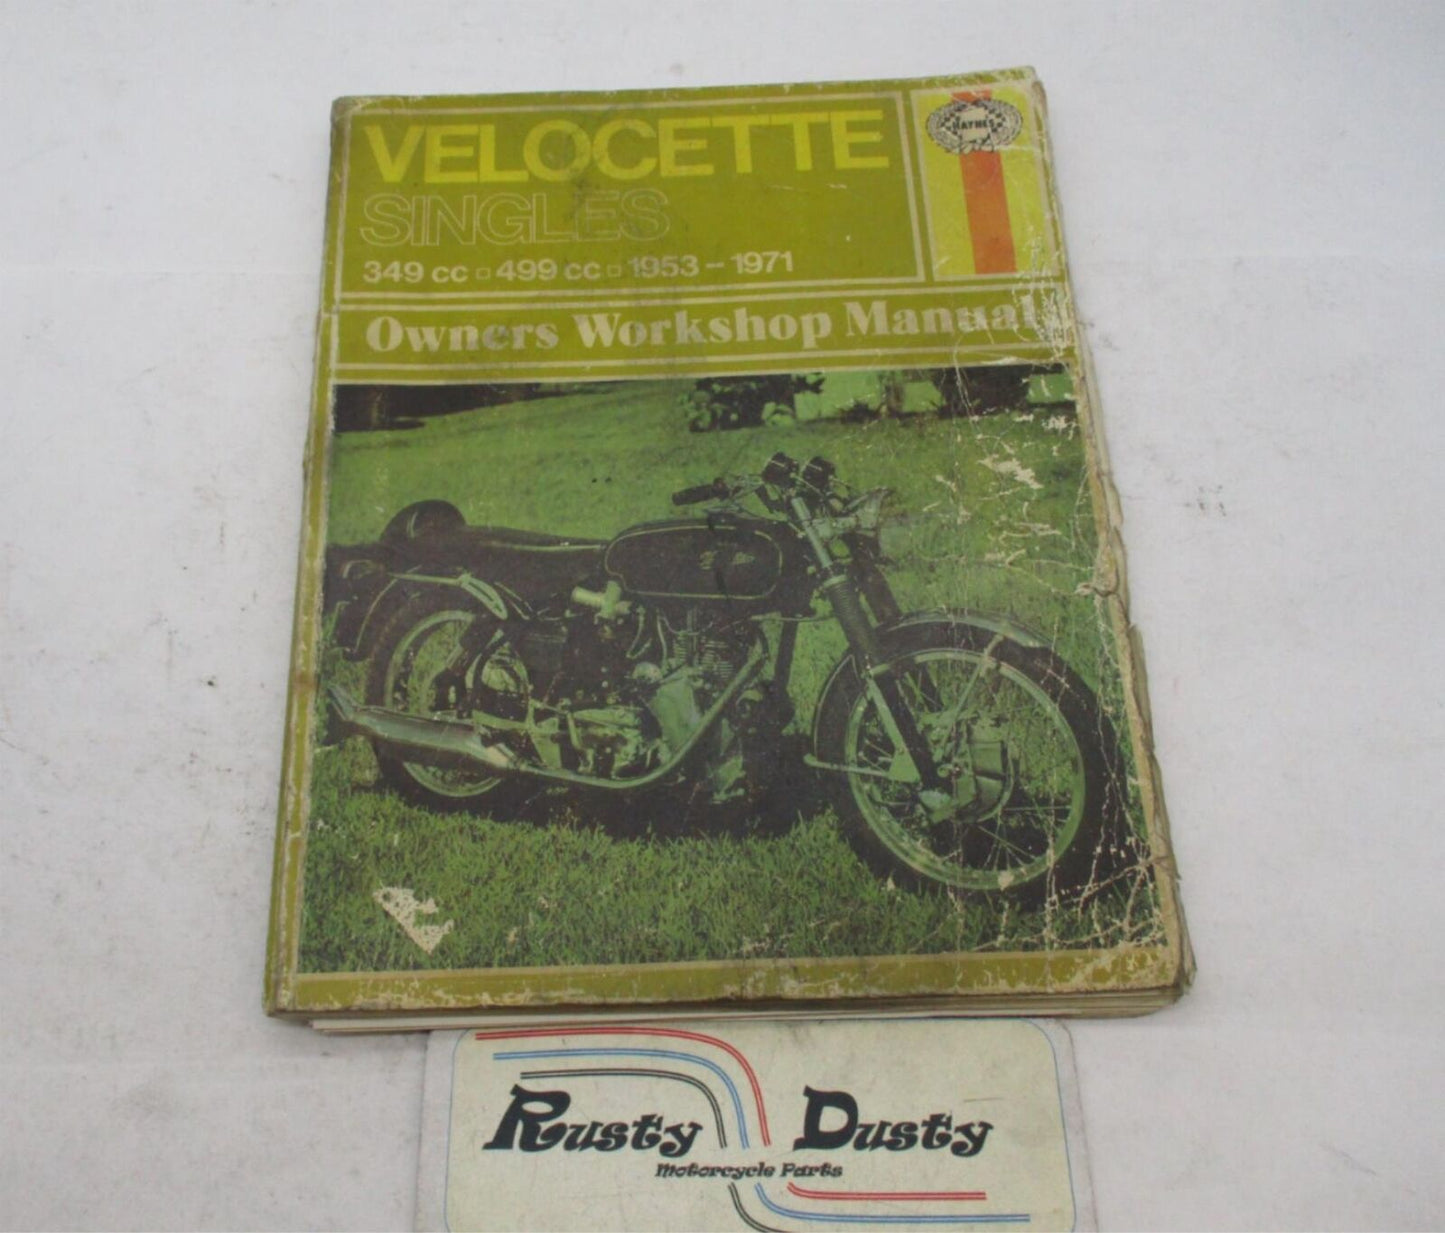 VELOCETTE
HAYNES
SINGLES
349 cc □ 499 cc □ 1953 – 1971
Owners Workshop Manual
Rusty Dusty
Motorcycle Parts